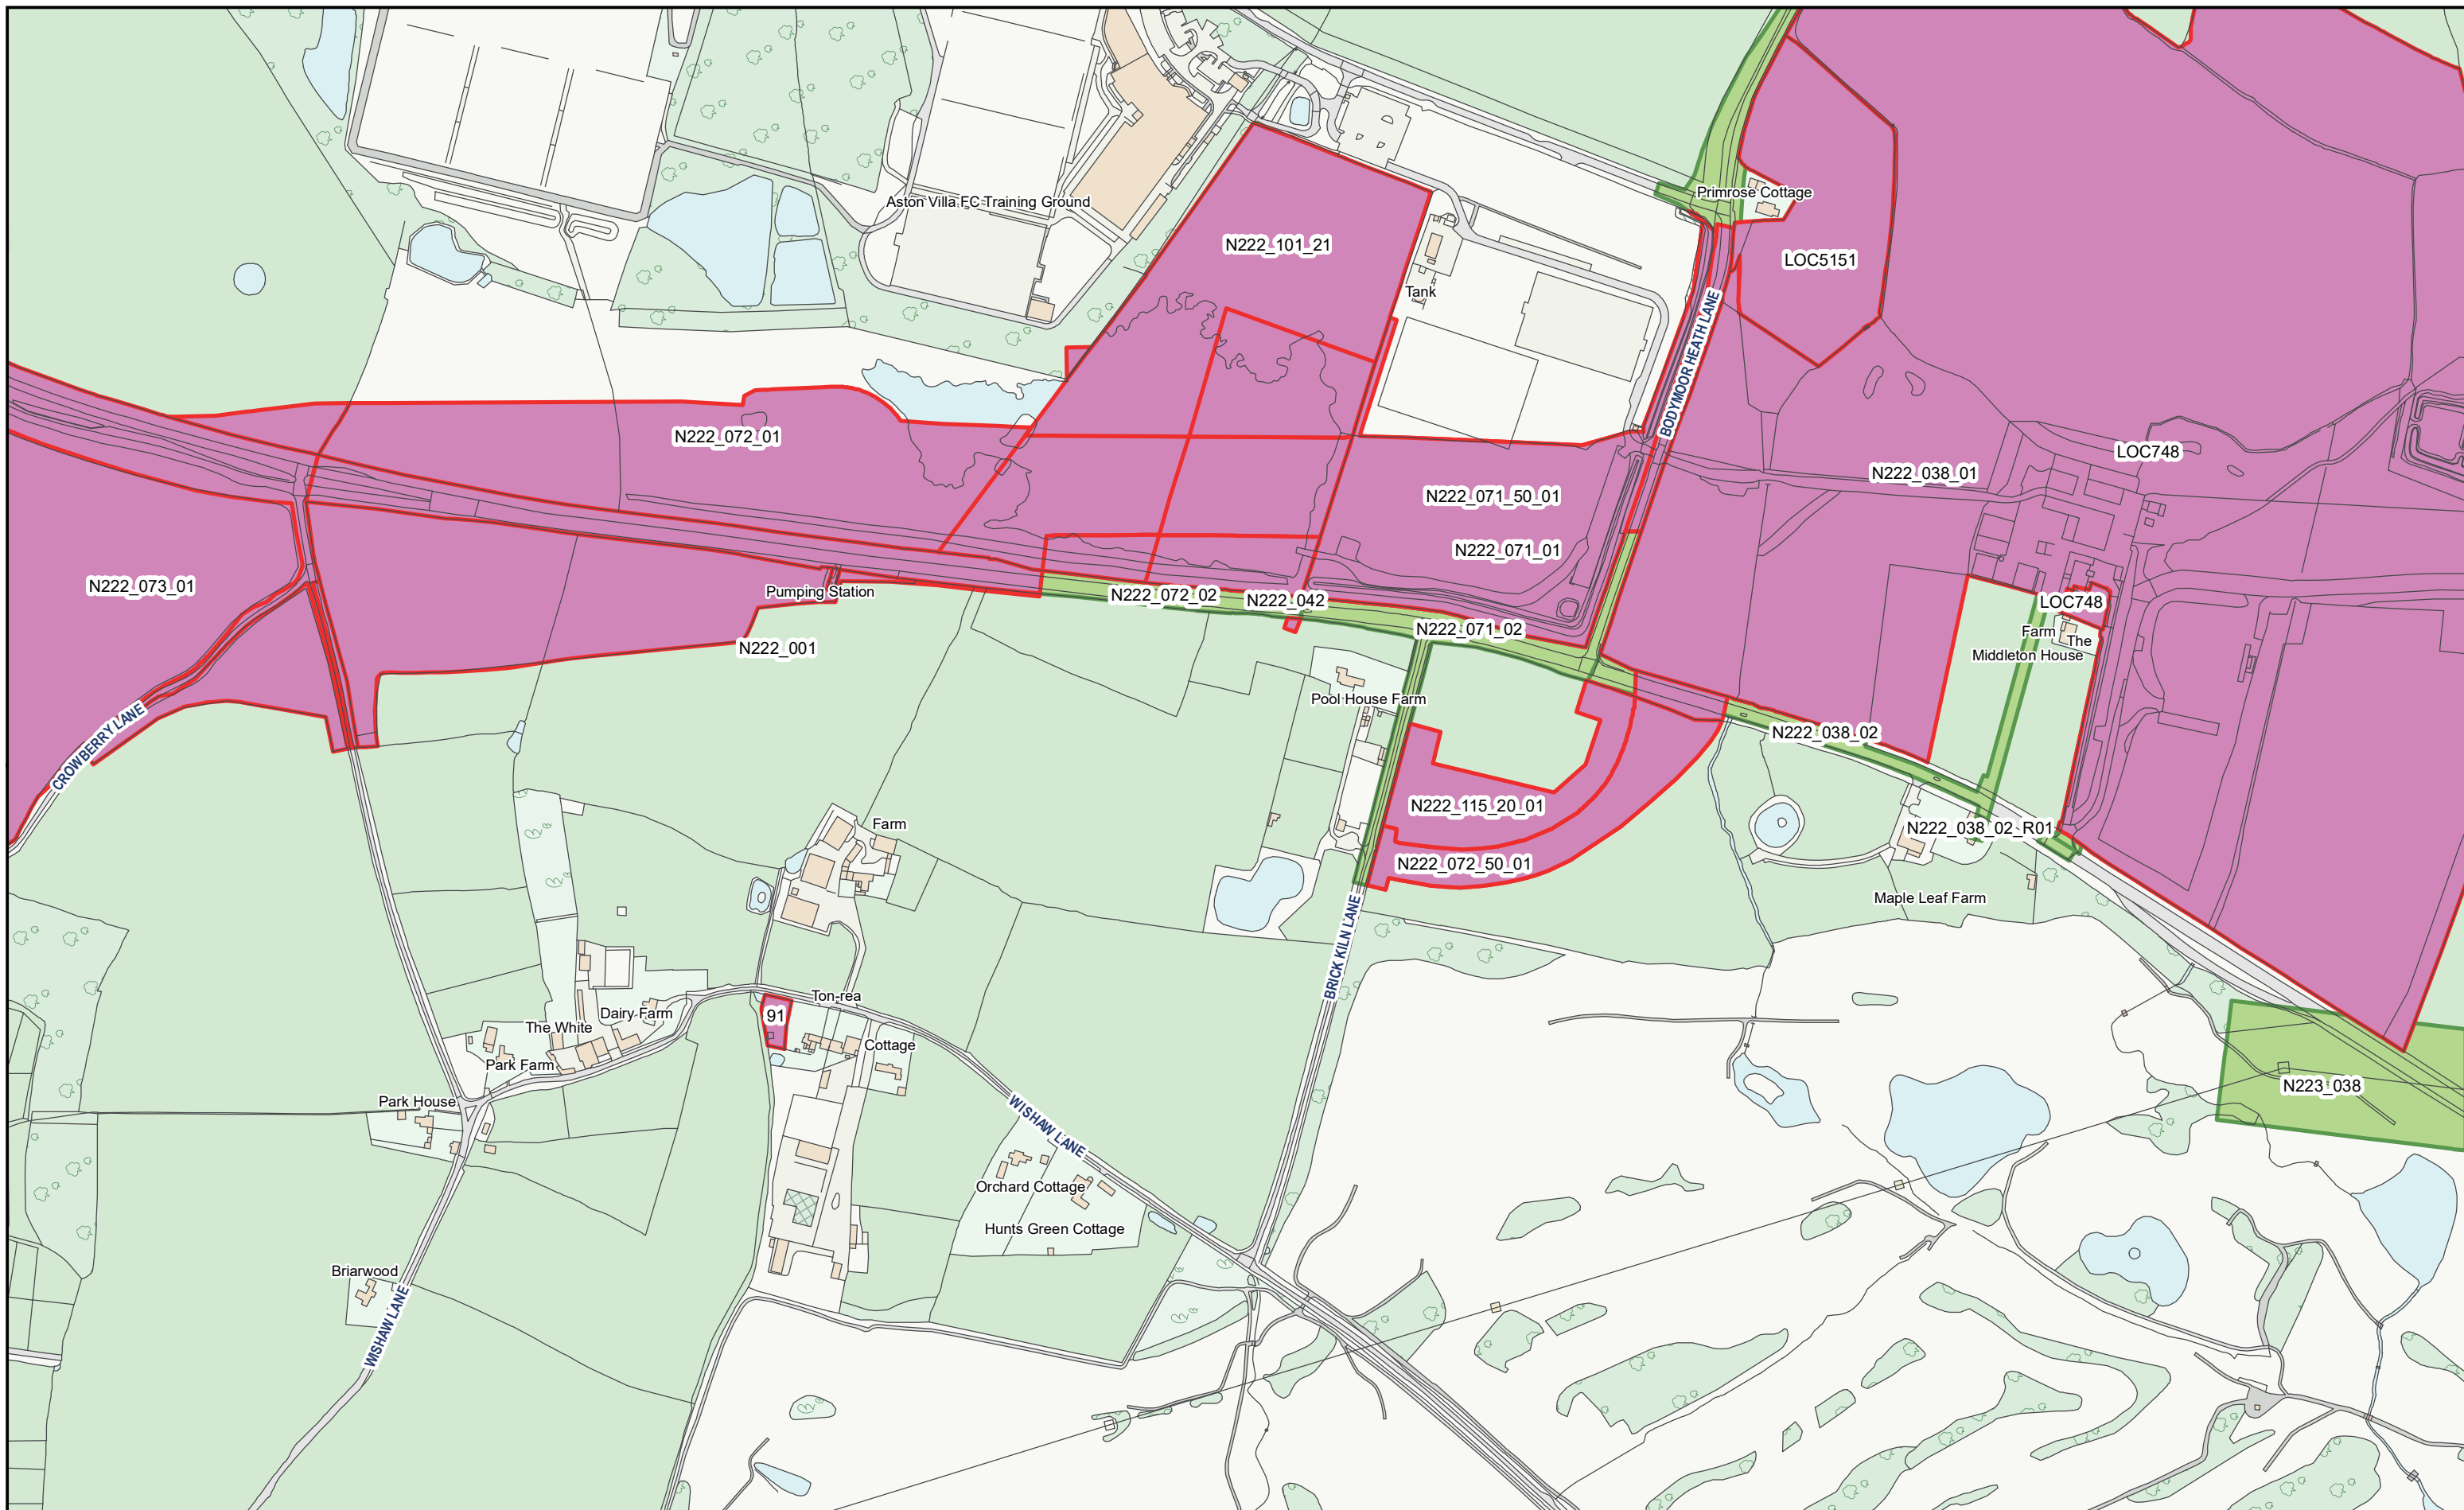 Primrose Cottage
Aston Villa FC Training Ground
N222_101_21
LOC5151
Tank
BODYMOOR HEATH LANE
N222_072_01
LOC748
N222_038_01
N222_071_50_01
N222_071_01
N222_073_01
Pumping Station
N222_072_02
N222_042
LOC748
N222_071_02
Farm
The
Middleton House
N222_001
Pool House Farm
CROWBERRY LANE
N222_038_02
N222_115_20_01
Farm
N222_038_02_R01
N222_072_50_01
Maple Leaf Farm
BRICK KILN LANE
Ton-rea
91
Dairy Farm
The White
Cottage
Park Farm
N223_038
Park House
WISHAW LANE
Orchard Cottage
Hunts Green Cottage
Briarwood
WISHAW LANE